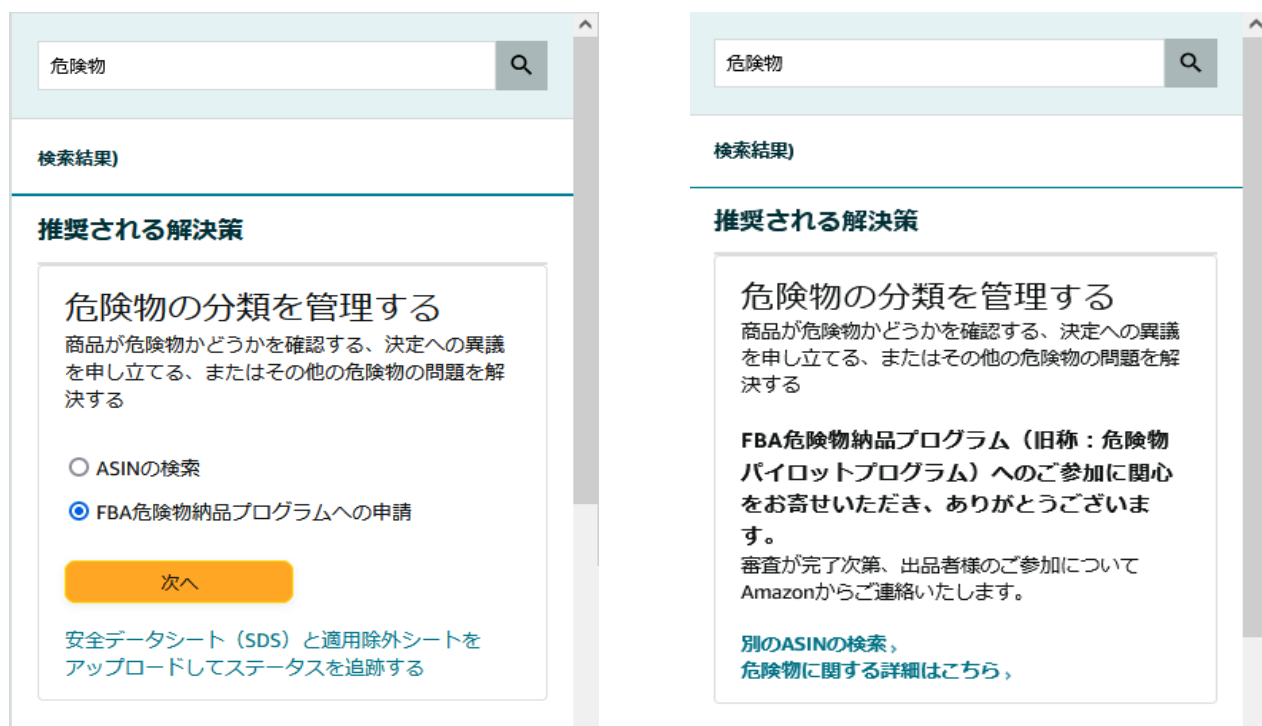 危険物
検索結果)
推奨される解決策
危険物の分類を管理する
商品が危険物かどうかを確認する、決定への異議
を申し立てる、またはその他の危険物の問題を解
決する
ASINの検索
FBA危険物納品プログラムへの申請
次へ
安全データシート（SDS）と適用除外シートを
アップロードしてステータスを追跡する
危険物
検索結果)
推奨される解決策
危険物の分類を管理する
商品が危険物かどうかを確認する、決定への異議
を申し立てる、またはその他の危険物の問題を解
決する
FBA危険物納品プログラム（旧称：危険物
パイロットプログラム）へのご参加に関心
をお寄せいただき、ありがとうございま
す。
審査が完了次第、出品者様のご参加について
Amazonからご連絡いたします。
別のASINの検索 ›
危険物に関する詳細はこちら ›